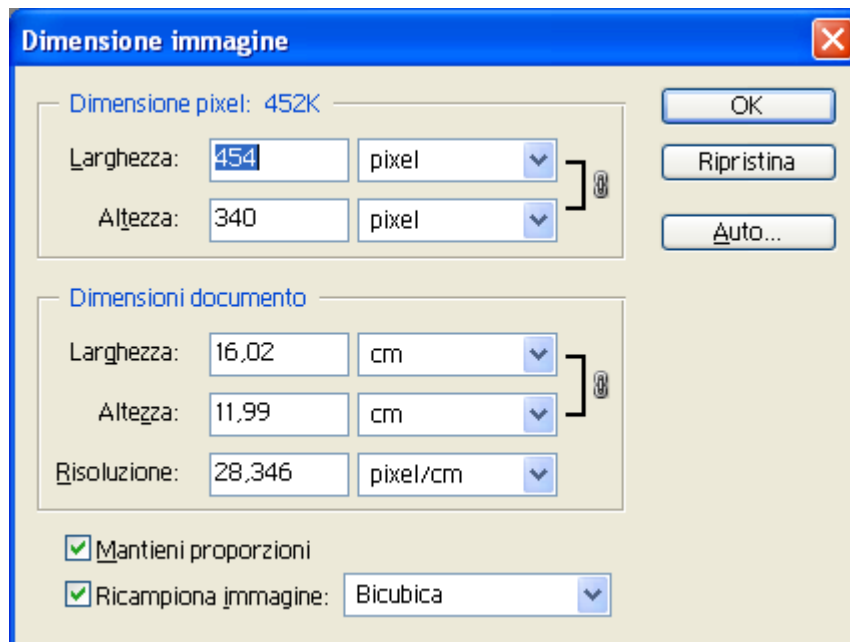 Dimensione immagine
Dimensione pixel: 452K
OK
Larghezza: 454 pixel
Ripristina
Altezza: 340 pixel
Auto...
Dimensioni documento
Larghezza: 16,02 cm
Altezza: 11,99 cm
Risoluzione: 28,346 pixel/cm
Mantieni proporzioni
Ricampiona immagine: Bicubica